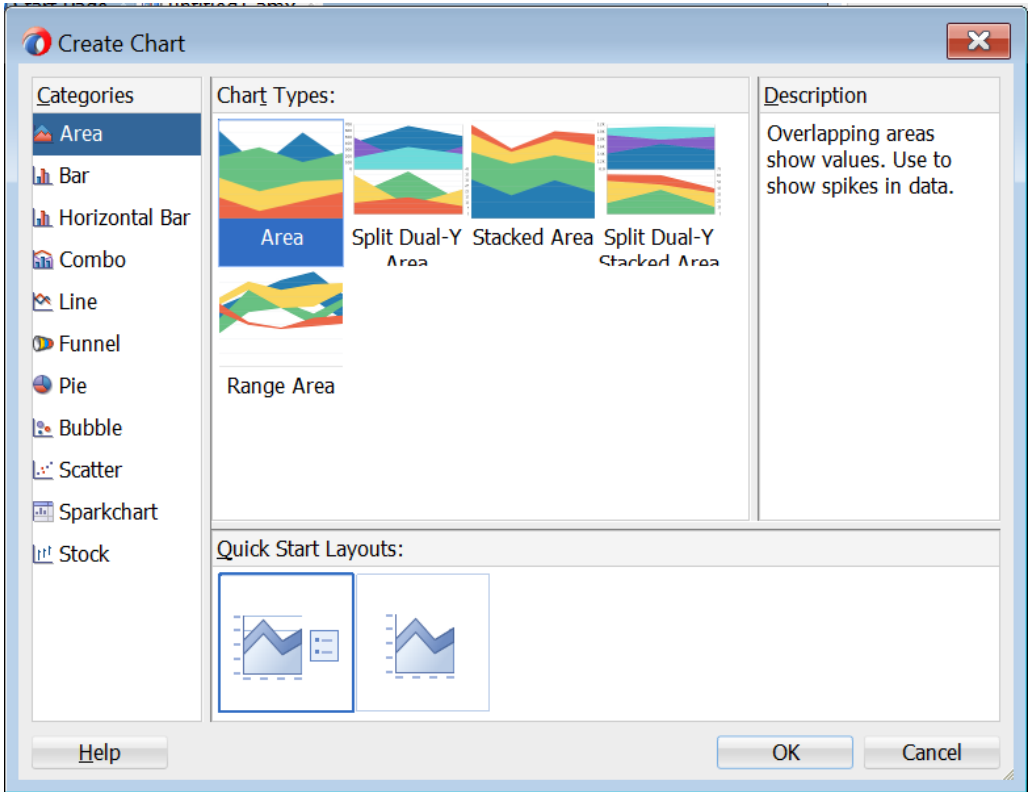 Create Chart
Categories
Area
Bar
Horizontal Bar
Combo
Line
Funnel
Pie
Bubble
Scatter
Sparkchart
Stock
Chart Types:
Area
Split Dual-Y
Area
Stacked Area
Split Dual-Y
Stacked Area
Range Area
Description
Overlapping areas
show values. Use to
show spikes in data.
Quick Start Layouts:
Help
OK
Cancel